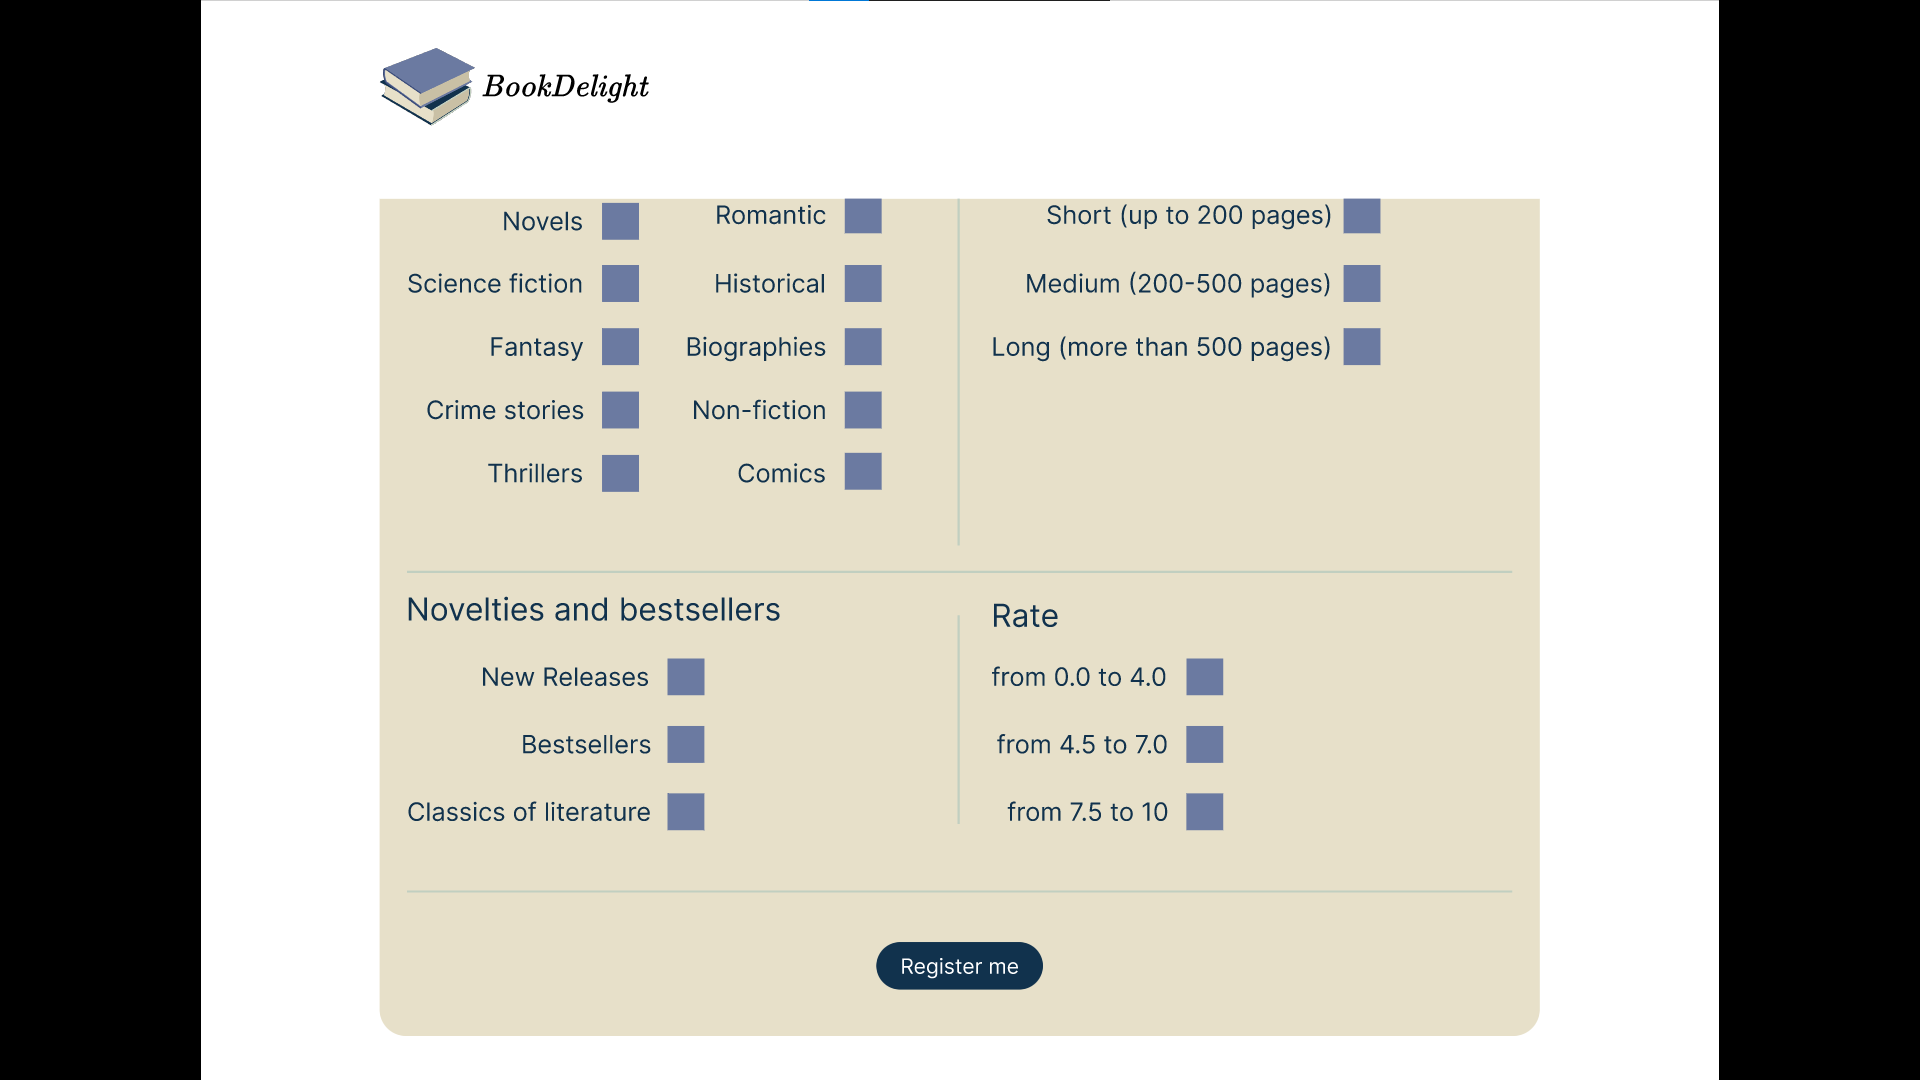 BookDelight
Novels
Romantic
Short (up to 200 pages)
Science fiction
Historical
Medium (200-500 pages)
Fantasy
Biographies
Long (more than 500 pages)
Crime stories
Non-fiction
Thrillers
Comics
Novelties and bestsellers
New Releases
Bestsellers
Classics of literature
Rate
from 0.0 to 4.0
from 4.5 to 7.0
from 7.5 to 10
Register me